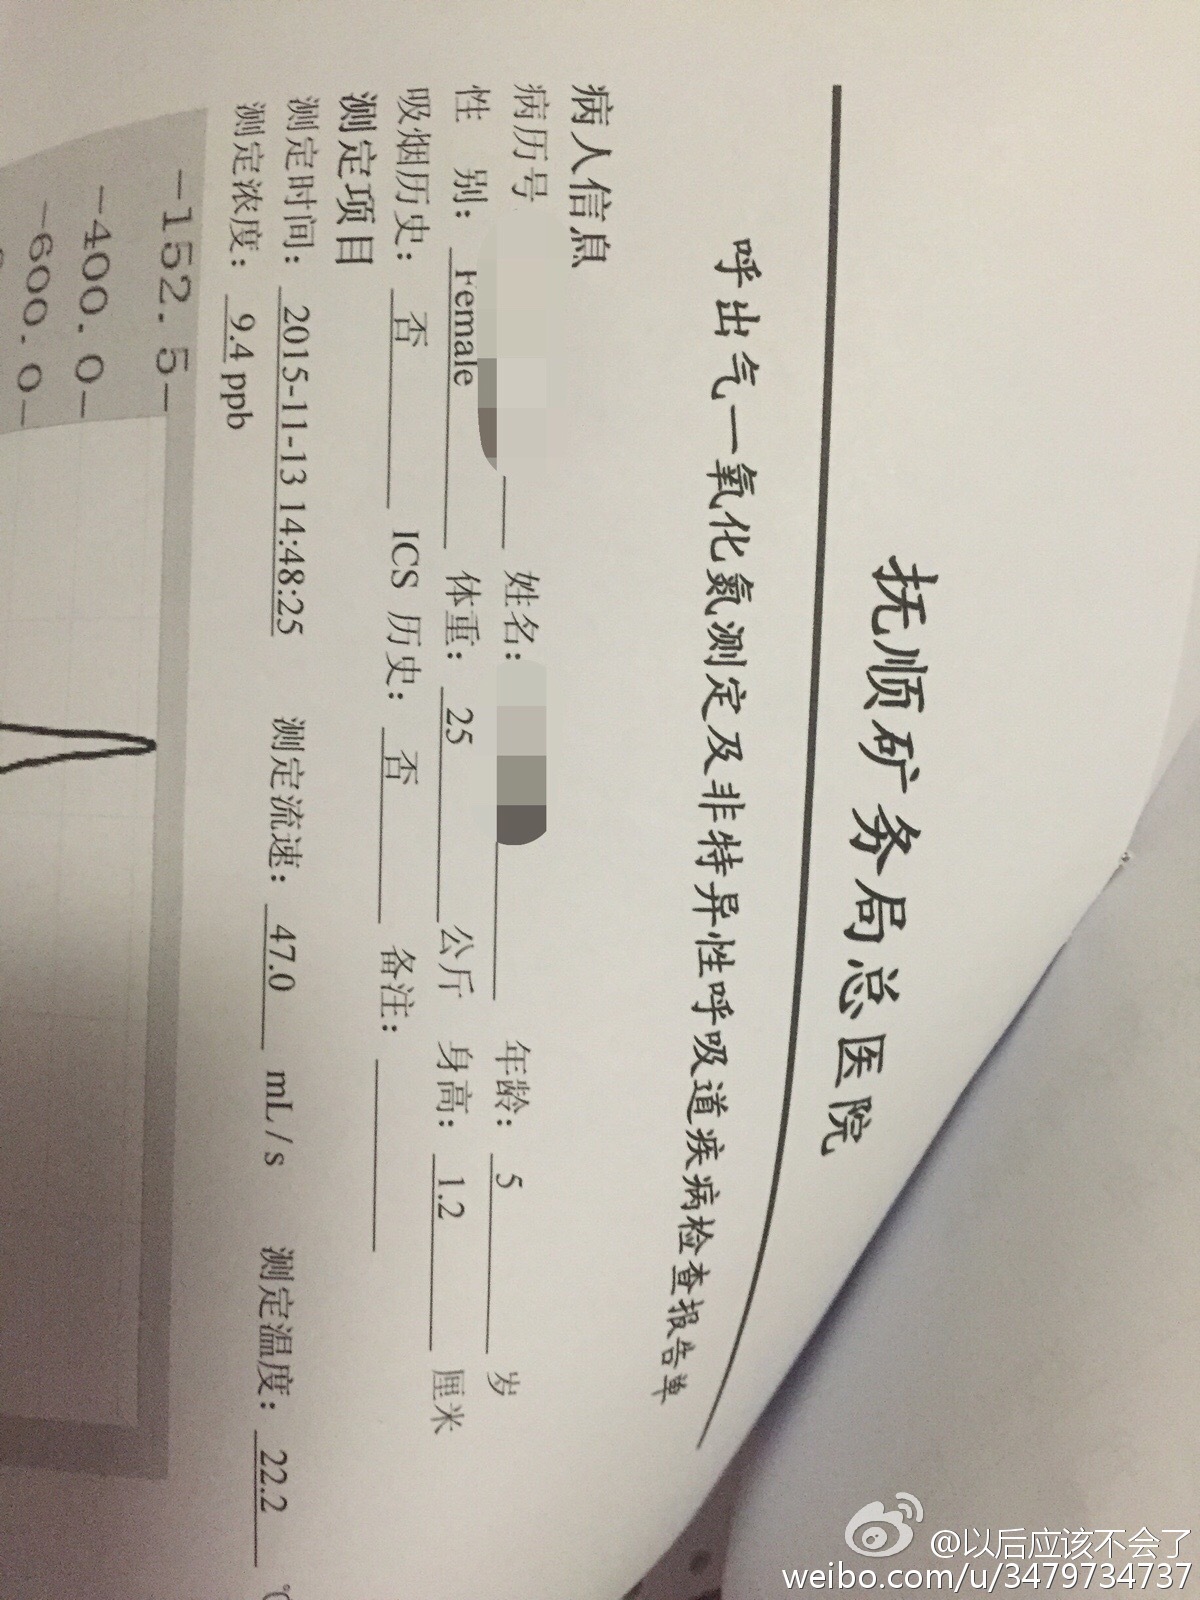 抚顺矿务局总医院
呼出气一氧化氮测定及非特异性呼吸道疾病检查报告单
病人信息
病历号 姓名： 年龄： 5 岁
性 别： Female 体重： 25 公斤 身高： 1.2 厘米
吸烟历史： 否 ICS 历史： 否 备注：
测定项目
测定时间： 2015-11-13 14:48:25 测定流速： 47.0 mL / s 测定温度： 22.2 ℃
测定浓度： 9.4 ppb
-152.5-
-400.0-
-600.0-
@以后应该不会了
weibo.com/u/3479734737